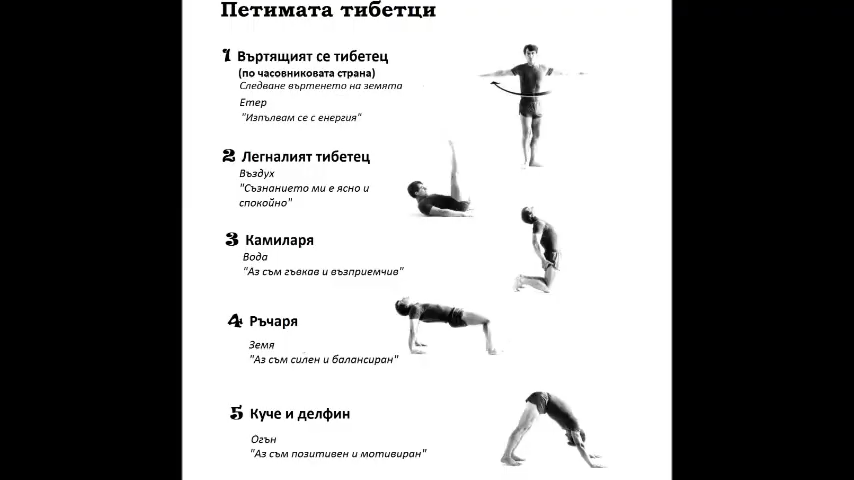 Петимата тибетци
1 Въртящият се тибетец
(по часовниковата страна)
Следване въртенето на земята
Етер
"Изпълвам се с енергия"
2 Легналият тибетец
Въздух
"Съзнанието ми е ясно и
спокойно"
3 Камиларя
Вода
"Аз съм гъвкав и възприемчив"
4 Ръчаря
Земя
"Аз съм силен и балансиран"
5 Куче и делфин
Огън
"Аз съм позитивен и мотивиран"